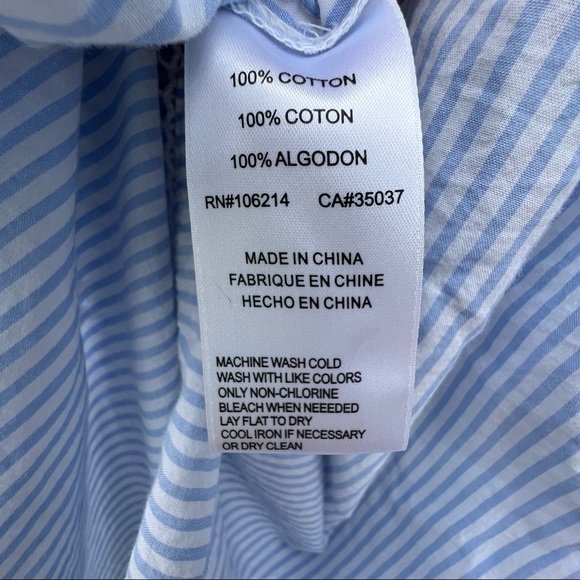 100% COTTON
100% COTON
100% ALGODON
RN#106214 CA#35037
MADE IN CHINA
FABRIQUE EN CHINE
HECHO EN CHINA
MACHINE WASH COLD
WASH WITH LIKE COLORS
ONLY NON-CHLORINE
BLEACH WHEN NEEEDED
LAY FLAT TO DRY
COOL IRON IF NECESSARY
OR DRY CLEAN